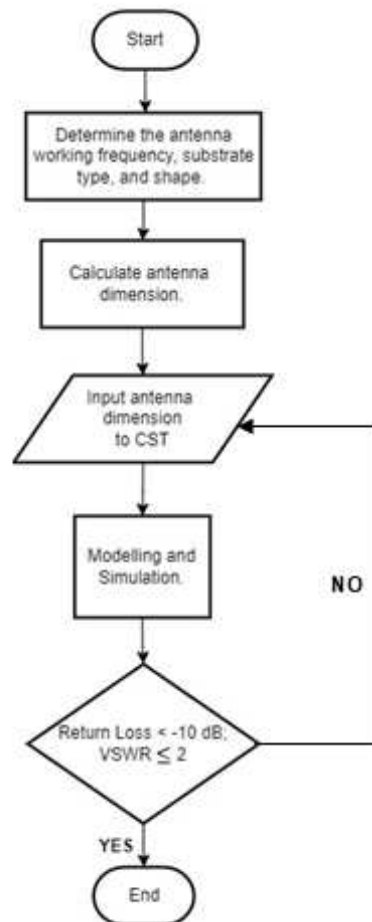 Start
Determine the antenna
working frequency, substrate
type, and shape.
Calculate antenna
dimension.
Input antenna
dimension
to CST
Modelling and
Simulation.
NO
Return Loss < -10 dB;
VSWR ≤ 2
YES
End